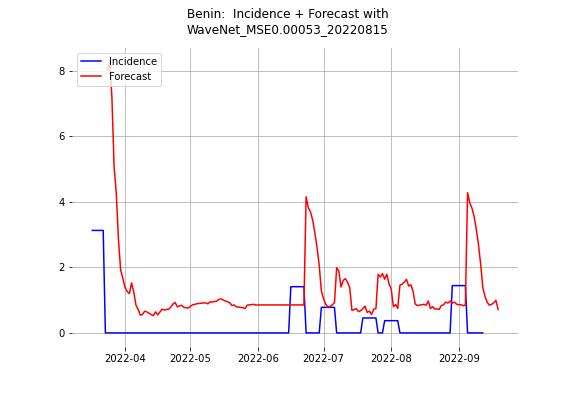 Benin:  Incidence + Forecast with
WaveNet_MSE0.00053_20220815
Incidence
Forecast
8
6
4
2
0
2022-04
2022-05
2022-06
2022-07
2022-08
2022-09